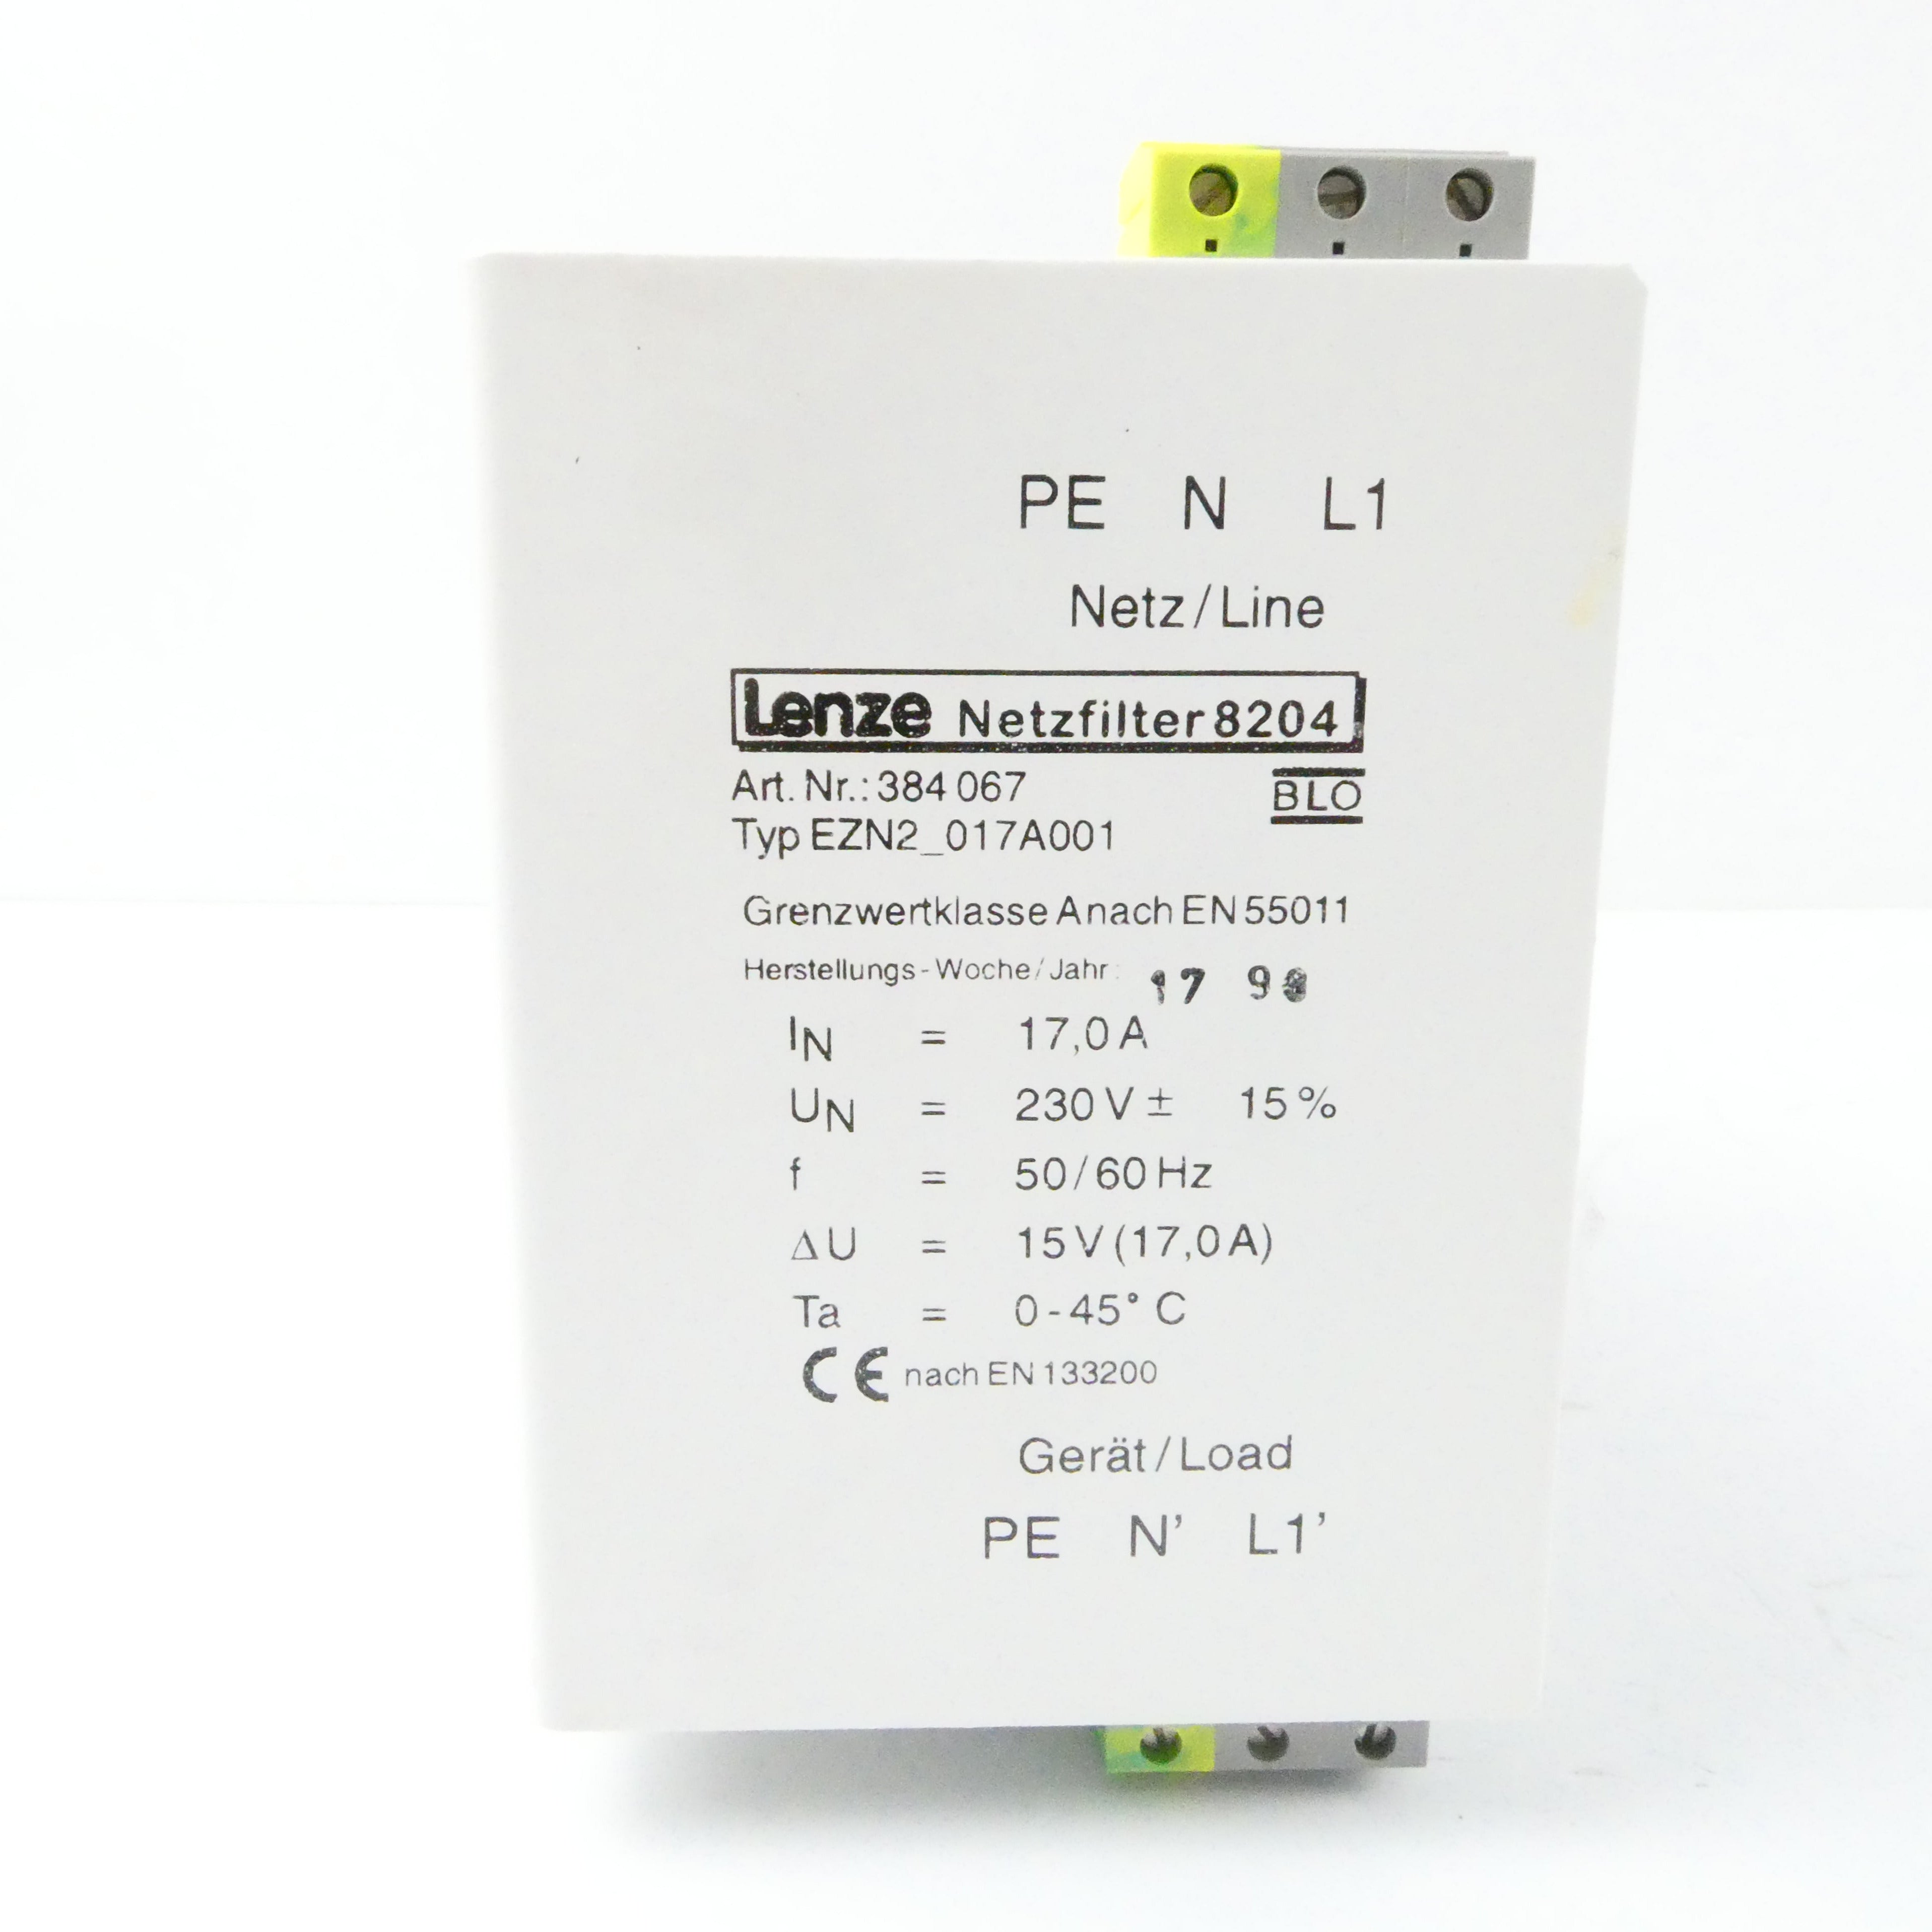 PE N L1
Netz/Line
Lenze Netzfilter 8204
Art. Nr.: 384 067
BLO
Typ EZN2_017A001
Grenzwertklasse A nach EN 55011
Herstellungs-Woche/Jahr: 17
IN = 17,0 A
UN = 230 V ± 15 %
f = 50/60 Hz
ΔU = 15 V (17,0 A)
Ta = 0-45° C
CE nach EN 133200
Gerät/Load
PE N' L1'